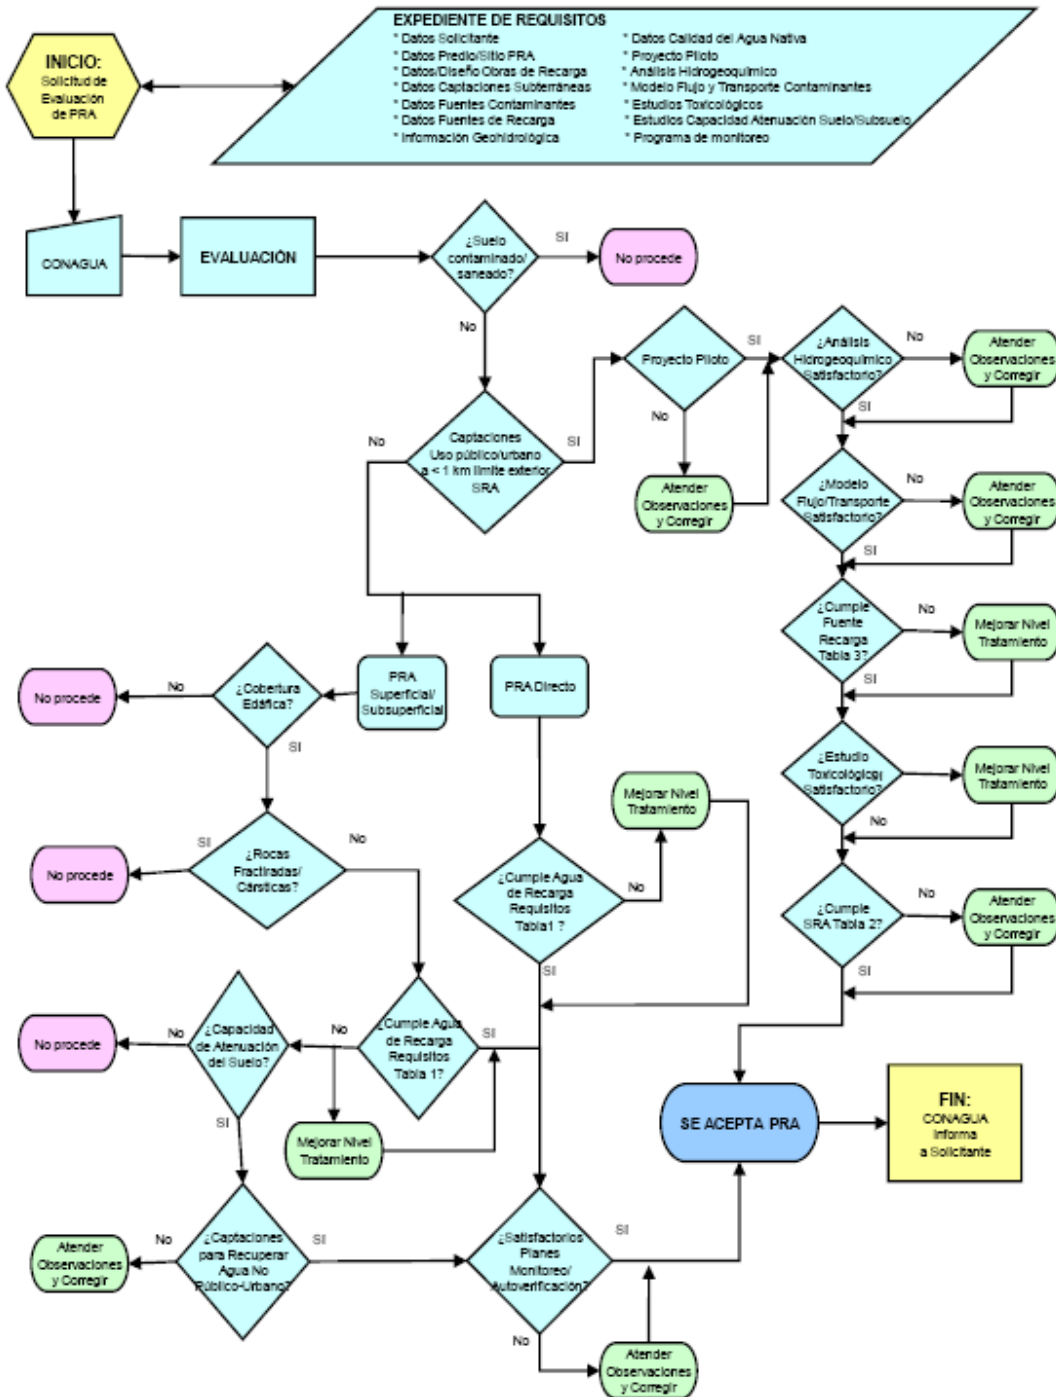 EXPEDIENTE DE REQUISITOS
* Datos Solicitante
* Datos Predio/Sitio PRA
* Datos/Diseño Obras de Recarga
* Datos Captaciones Subterráneas
* Datos Fuentes Contaminantes
* Datos Fuentes de Recarga
* Información Geohidrológica
* Datos Calidad del Agua Nativa
* Proyecto Piloto
* Análisis Hidrogeoquímico
* Modelo Flujo y Transporte Contaminantes
* Estudios Toxicológicos
* Estudios Capacidad Atenuación Suelo/Subsuelo
* Programa de monitoreo
INICIO:
Solicitud de
Evaluación
de PRA
CONAGUA
EVALUACIÓN
¿Suelo
contaminado/
saneado?
SI
No procede
No
Captaciones
Uso público/urbano
a < 1 km límite exterior
SRA
No
SI
Proyecto Piloto
SI
No
Atender
Observaciones
y Corregir
¿Análisis
Hidrogeoquímico
Satisfactorio?
No
Atender
Observaciones
y Corregir
SI
¿Modelo
Flujo/Transporte
Satisfactorio?
No
Atender
Observaciones
y Corregir
SI
¿Cumple
Fuente
Recarga
Tabla 3?
No
Mejorar Nivel
Tratamiento
SI
¿Estudio
Toxicológico
Satisfactorio?
SI
Mejorar Nivel
Tratamiento
No
¿Cumple
SRA Tabla 2?
No
Atender
Observaciones
y Corregir
SI
PRA
Superficial/
Subsuperficial
PRA Directo
¿Cobertura
Edáfica?
No
No procede
SI
¿Rocas
Fractiradas/
Cársticas?
SI
No procede
No
Mejorar Nivel
Tratamiento
¿Cumple Agua
de Recarga
Requisitos
Tabla1 ?
No
SI
¿Cumple Agua
de Recarga
Requisitos
Tabla 1?
No
SI
Mejorar Nivel
Tratamiento
¿Capacidad
de Atenuación
del Suelo?
No
No procede
SI
¿Captaciones
para Recuperar
Agua No
Público-Urbano?
No
Atender
Observaciones
y Corregir
SI
¿Satisfactorios
Planes
Monitoreo/
Autoverificación?
SI
No
Atender
Observaciones
y Corregir
SE ACEPTA PRA
FIN:
CONAGUA
Informa
a Solicitante